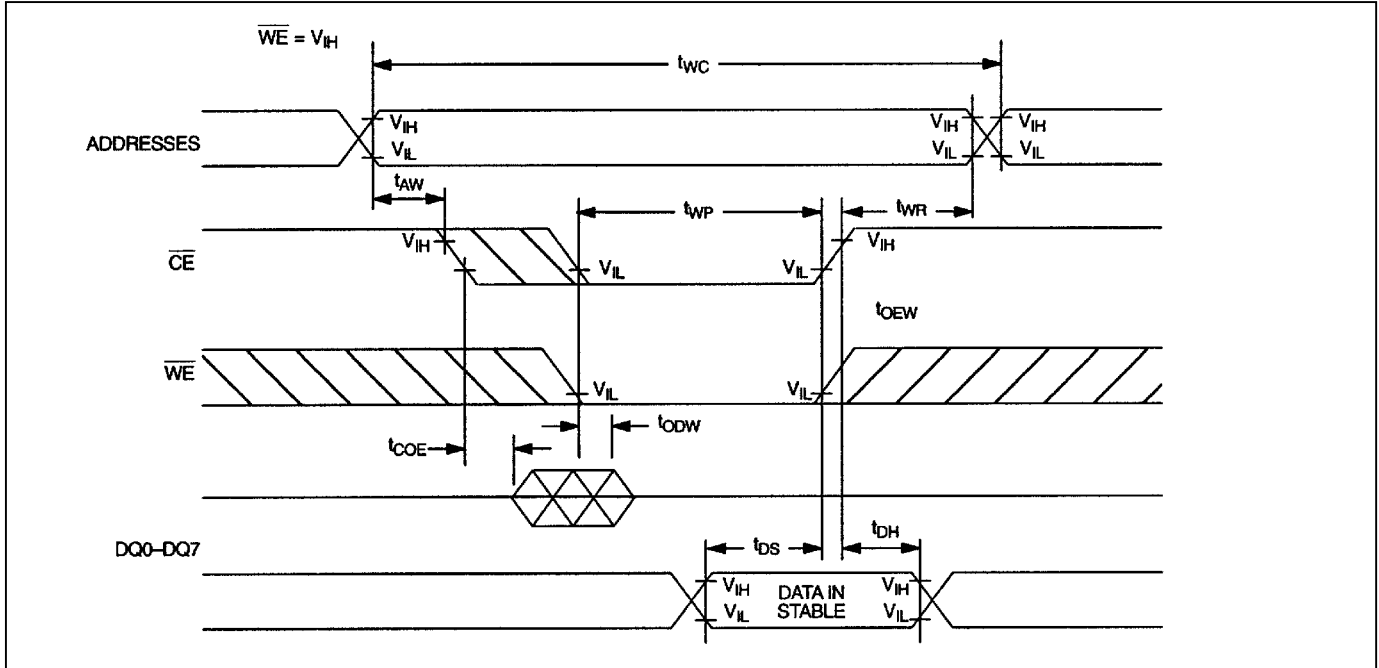 WE = VIH
tWC
ADDRESSES
VIH
VIL
VIH
VIL
VIH
VIL
tAW
tWP
tWR
CE
VIH
VIL
VIL
VIH
tOEW
WE
VIL
VIL
tCOE
tODW
DQ0–DQ7
tDS
tDH
VIH
VIL
DATA IN
STABLE
VIH
VIL